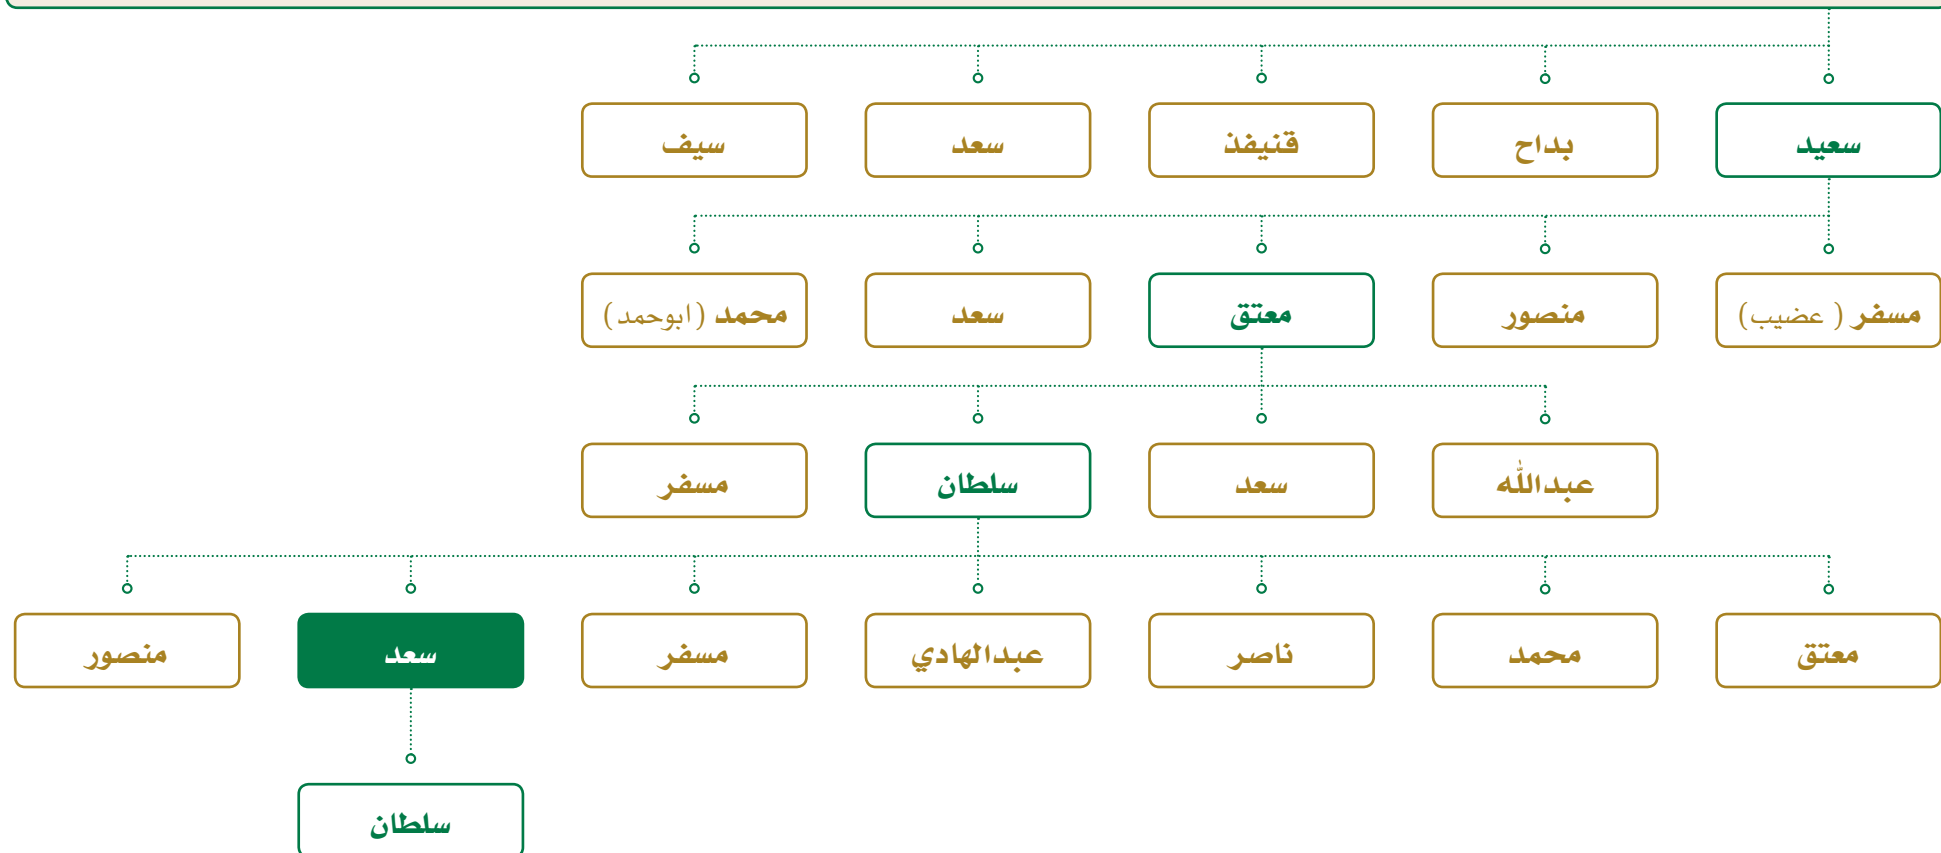 سعيد
بداح
قنيفذ
سعد
سيف
مسفر ( عضيب)
منصور
معتق
سعد
محمد (ابوحمد)
عبدالله
سعد
سلطان
مسفر
معتق
محمد
ناصر
عبدالهادي
مسفر
سعد
منصور
سلطان